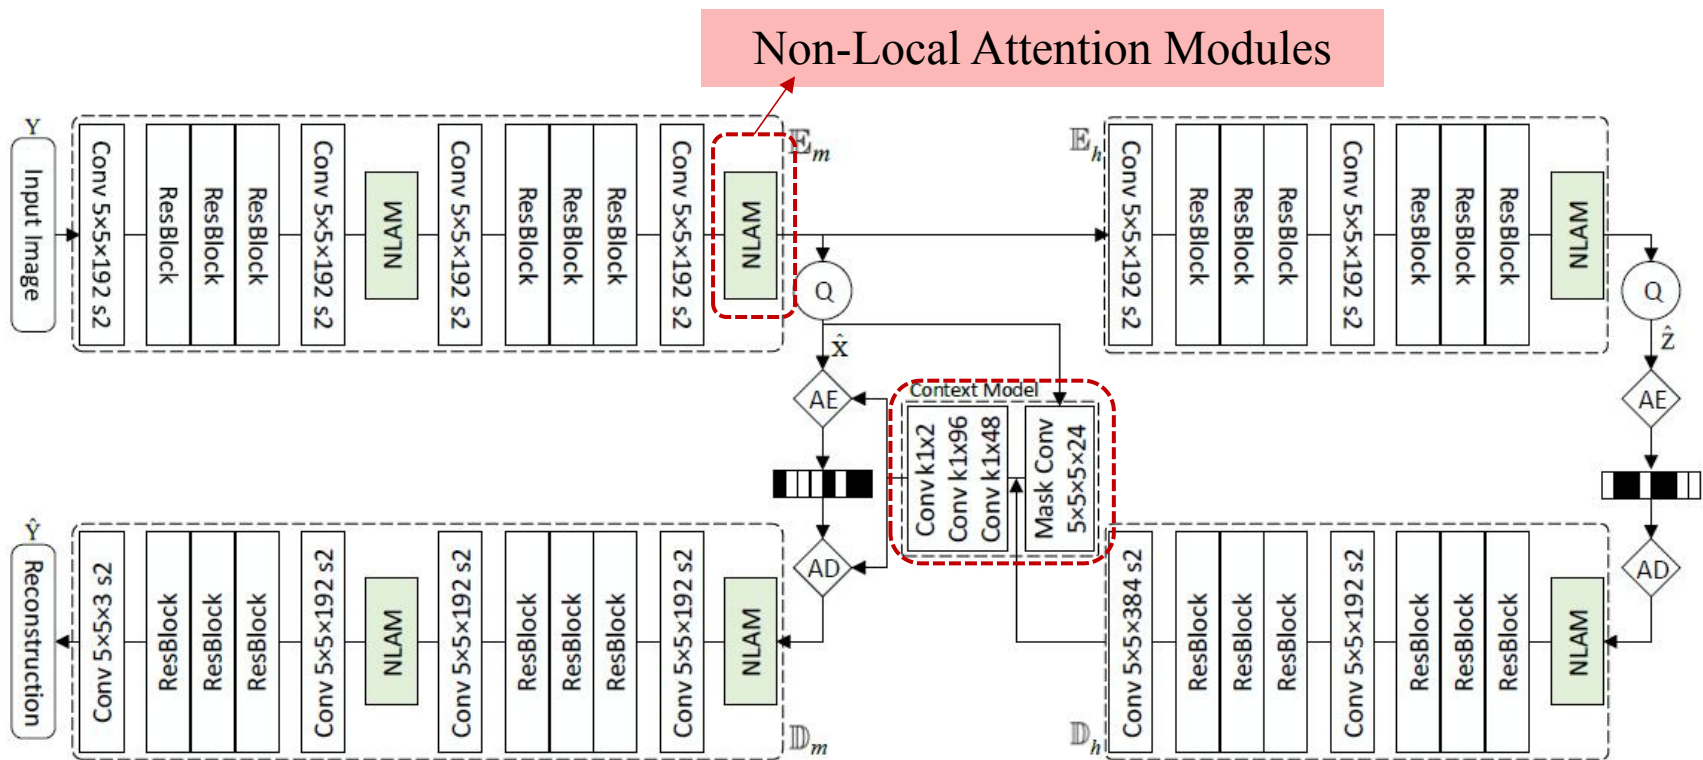 Non-Local Attention Modules
Y
Input Image
Conv 5×5×192 s2
ResBlock
ResBlock
ResBlock
Conv 5×5×192 s2
NLAM
Conv 5×5×192 s2
ResBlock
ResBlock
ResBlock
Conv 5×5×192 s2
NLAM
𝔼m
𝔼h
Conv 5×5×192 s2
ResBlock
ResBlock
ResBlock
Conv 5×5×192 s2
ResBlock
ResBlock
ResBlock
NLAM
Q
Q
X̂
Ẑ
AE
AE
Context Model
Conv k1x2
Conv k1x96
Conv k1x48
Mask Conv
5×5×5×24
AD
AD
Ŷ
Reconstruction
Conv 5×5×3 s2
ResBlock
ResBlock
ResBlock
Conv 5×5×192 s2
NLAM
Conv 5×5×192 s2
ResBlock
ResBlock
ResBlock
Conv 5×5×192 s2
NLAM
𝔻m
𝔻h
Conv 5×5×384 s2
ResBlock
ResBlock
ResBlock
Conv 5×5×192 s2
ResBlock
ResBlock
ResBlock
NLAM